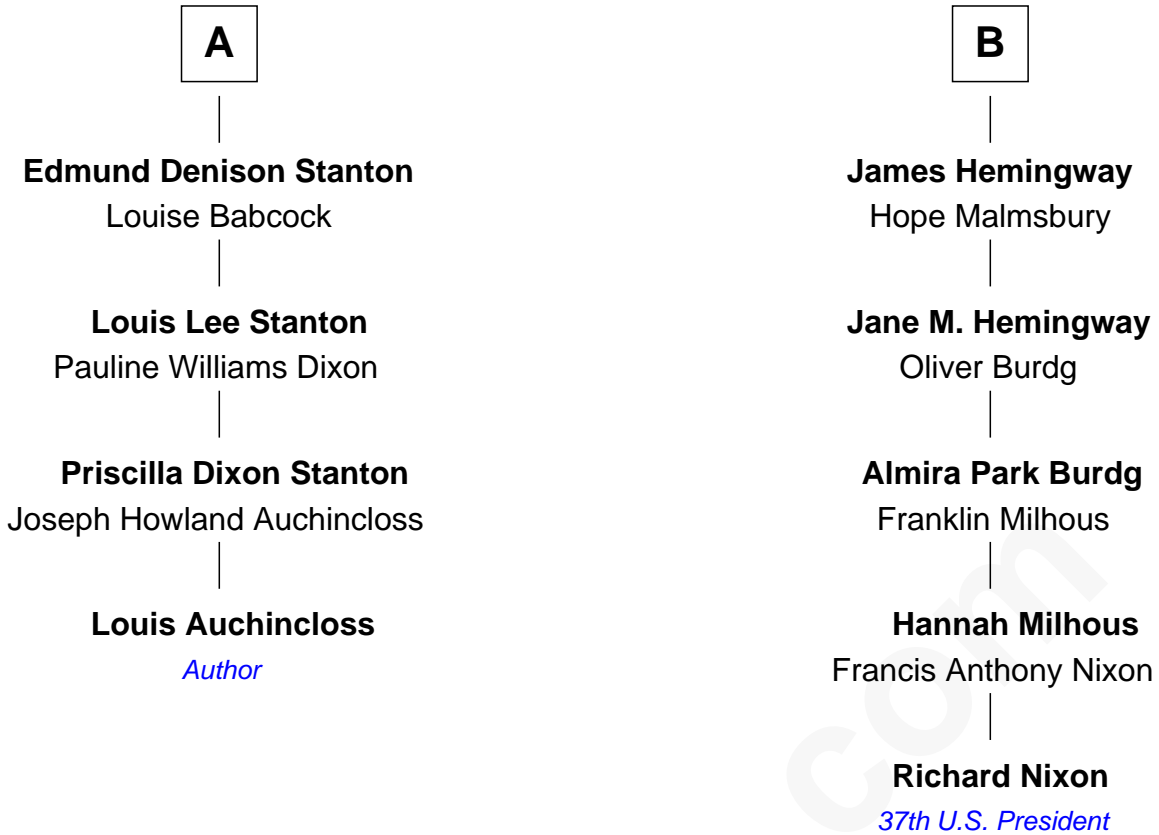 A
Edmund Denison Stanton
Louise Babcock
Louis Lee Stanton
Pauline Williams Dixon
Priscilla Dixon Stanton
Joseph Howland Auchincloss
Louis Auchincloss
Author
B
James Hemingway
Hope Malmsbury
Jane M. Hemingway
Oliver Burdg
Almira Park Burdg
Franklin Milhous
Hannah Milhous
Francis Anthony Nixon
Richard Nixon
37th U.S. President
com